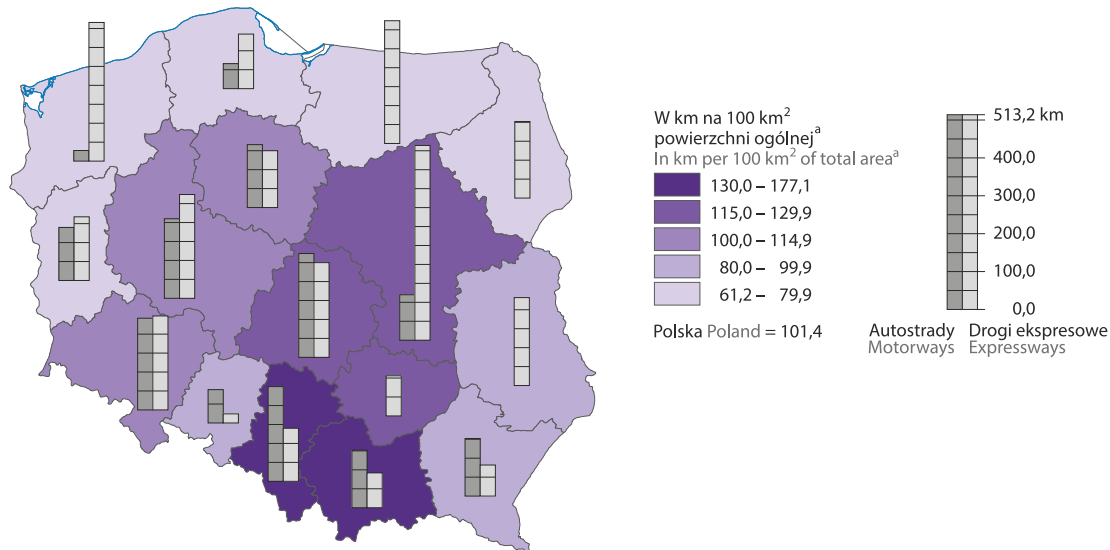 W km na 100 km²
powierzchni ogólnejᵃ
In km per 100 km² of total areaᵃ
130,0 – 177,1
115,0 – 129,9
100,0 – 114,9
80,0 – 99,9
61,2 – 79,9
Polska Poland = 101,4
513,2 km
400,0
300,0
200,0
100,0
0,0
Autostrady Drogi ekspresowe
Motorways Expressways